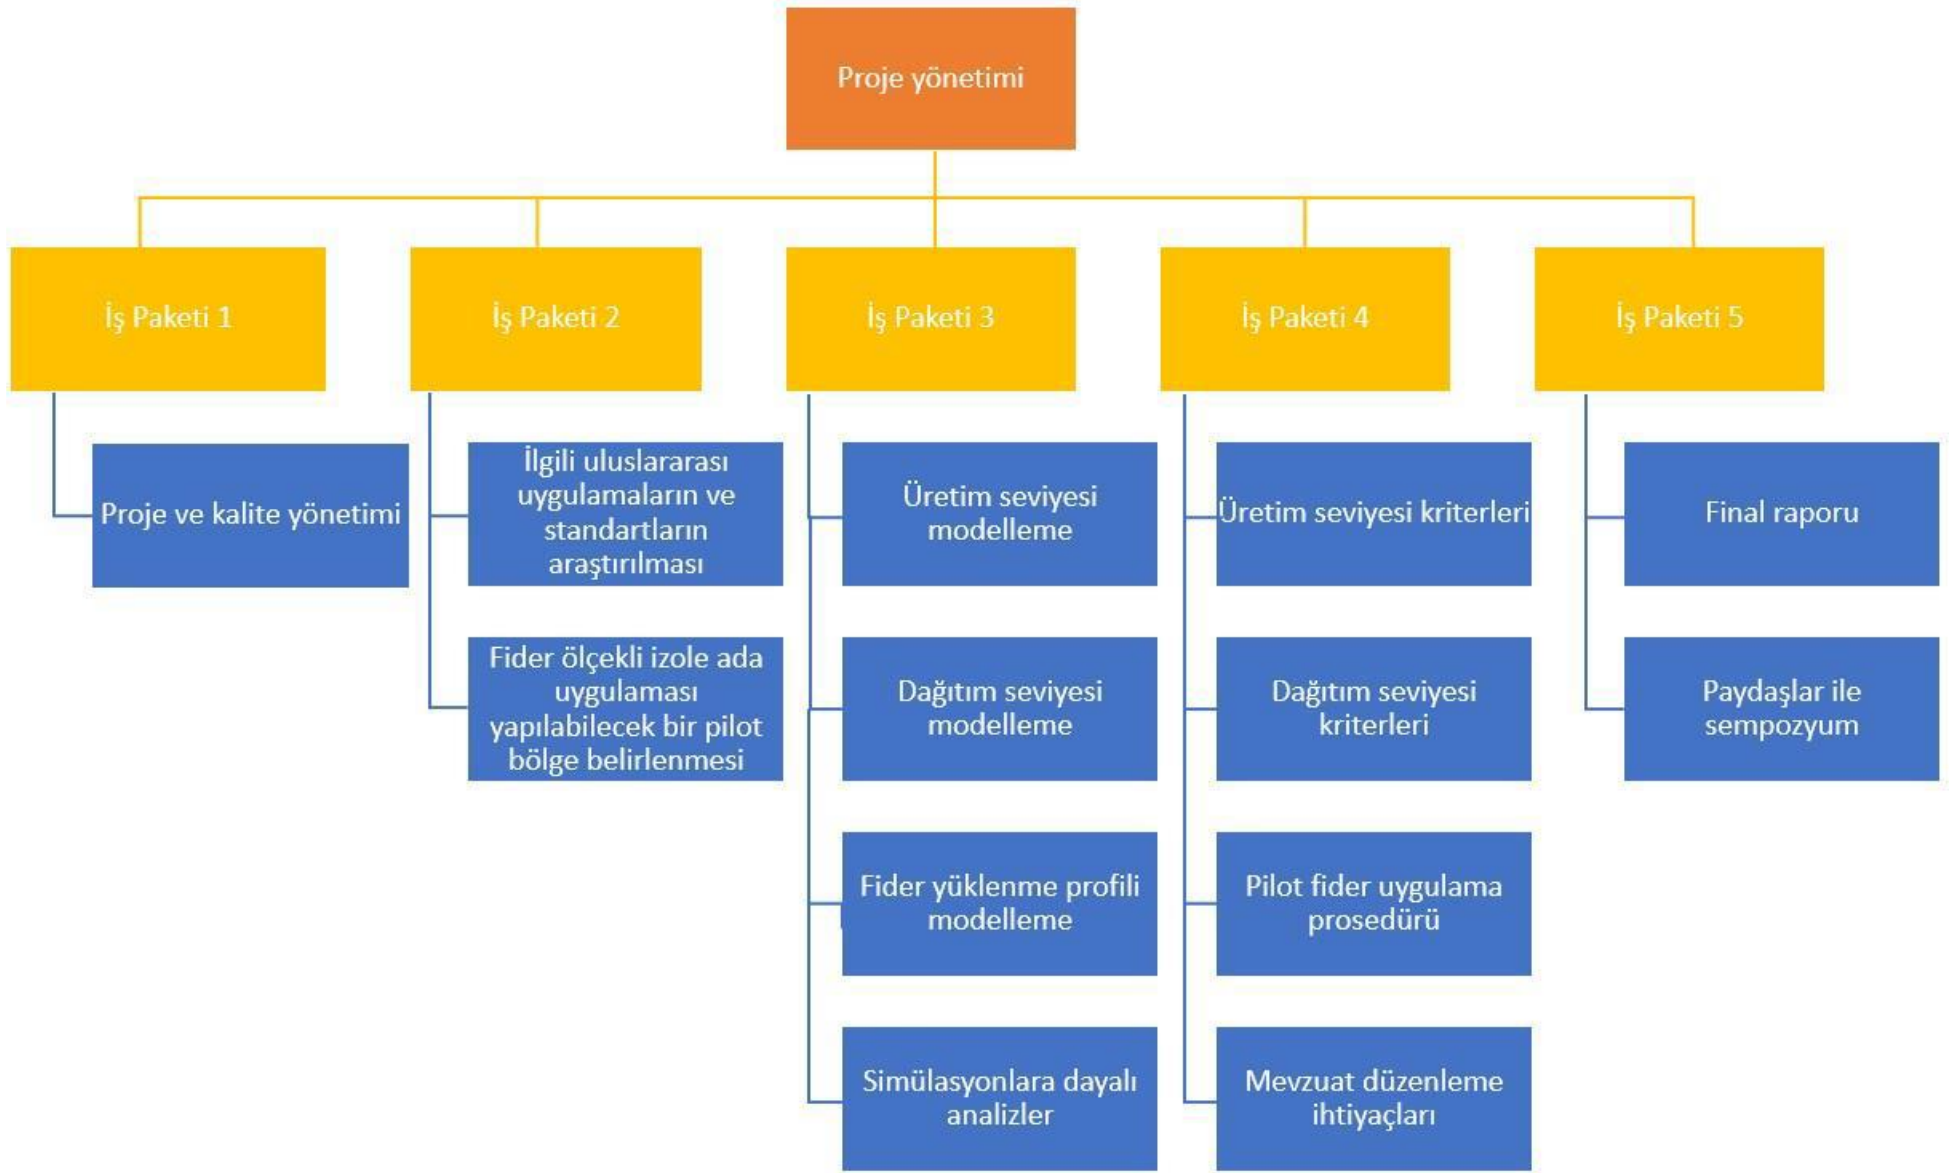 Proje yönetimi
İş Paketi 1
İş Paketi 2
İş Paketi 3
İş Paketi 4
İş Paketi 5
Proje ve kalite yönetimi
İlgili uluslararası
uygulamaların ve
standartların
araştırılması
Fider ölçekli izole ada
uygulaması
yapılabilecek bir pilot
bölge belirlenmesi
Üretim seviyesi
modelleme
Dağıtım seviyesi
modelleme
Fider yüklenme profili
modelleme
Simülasyonlara dayalı
analizler
Üretim seviyesi kriterleri
Dağıtım seviyesi
kriterleri
Pilot fider uygulama
prosedürü
Mevzuat düzenleme
ihtiyaçları
Final raporu
Paydaşlar ile
sempozyum